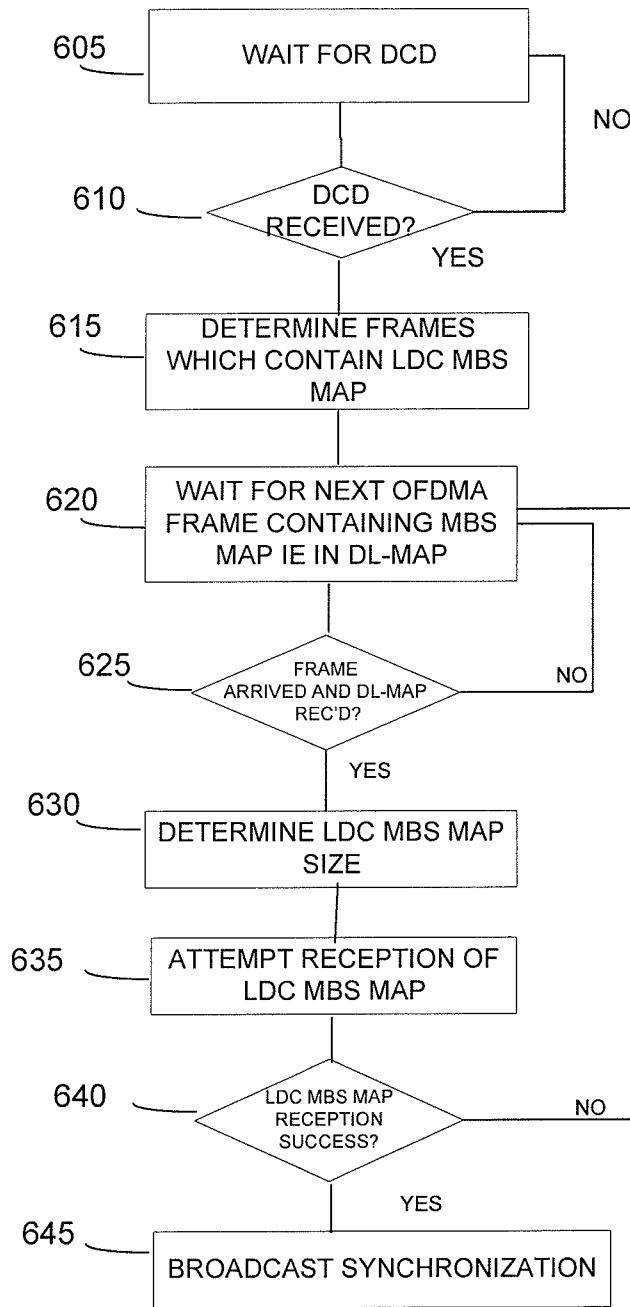 605
WAIT FOR DCD
NO
610
DCD
RECEIVED?
YES
615
DETERMINE FRAMES
WHICH CONTAIN LDC MBS
MAP
620
WAIT FOR NEXT OFDMA
FRAME CONTAINING MBS
MAP IE IN DL-MAP
625
FRAME
ARRIVED AND DL-MAP
REC'D?
NO
YES
630
DETERMINE LDC MBS MAP
SIZE
635
ATTEMPT RECEPTION OF
LDC MBS MAP
640
LDC MBS MAP
RECEPTION
SUCCESS?
NO
YES
645
BROADCAST SYNCHRONIZATION